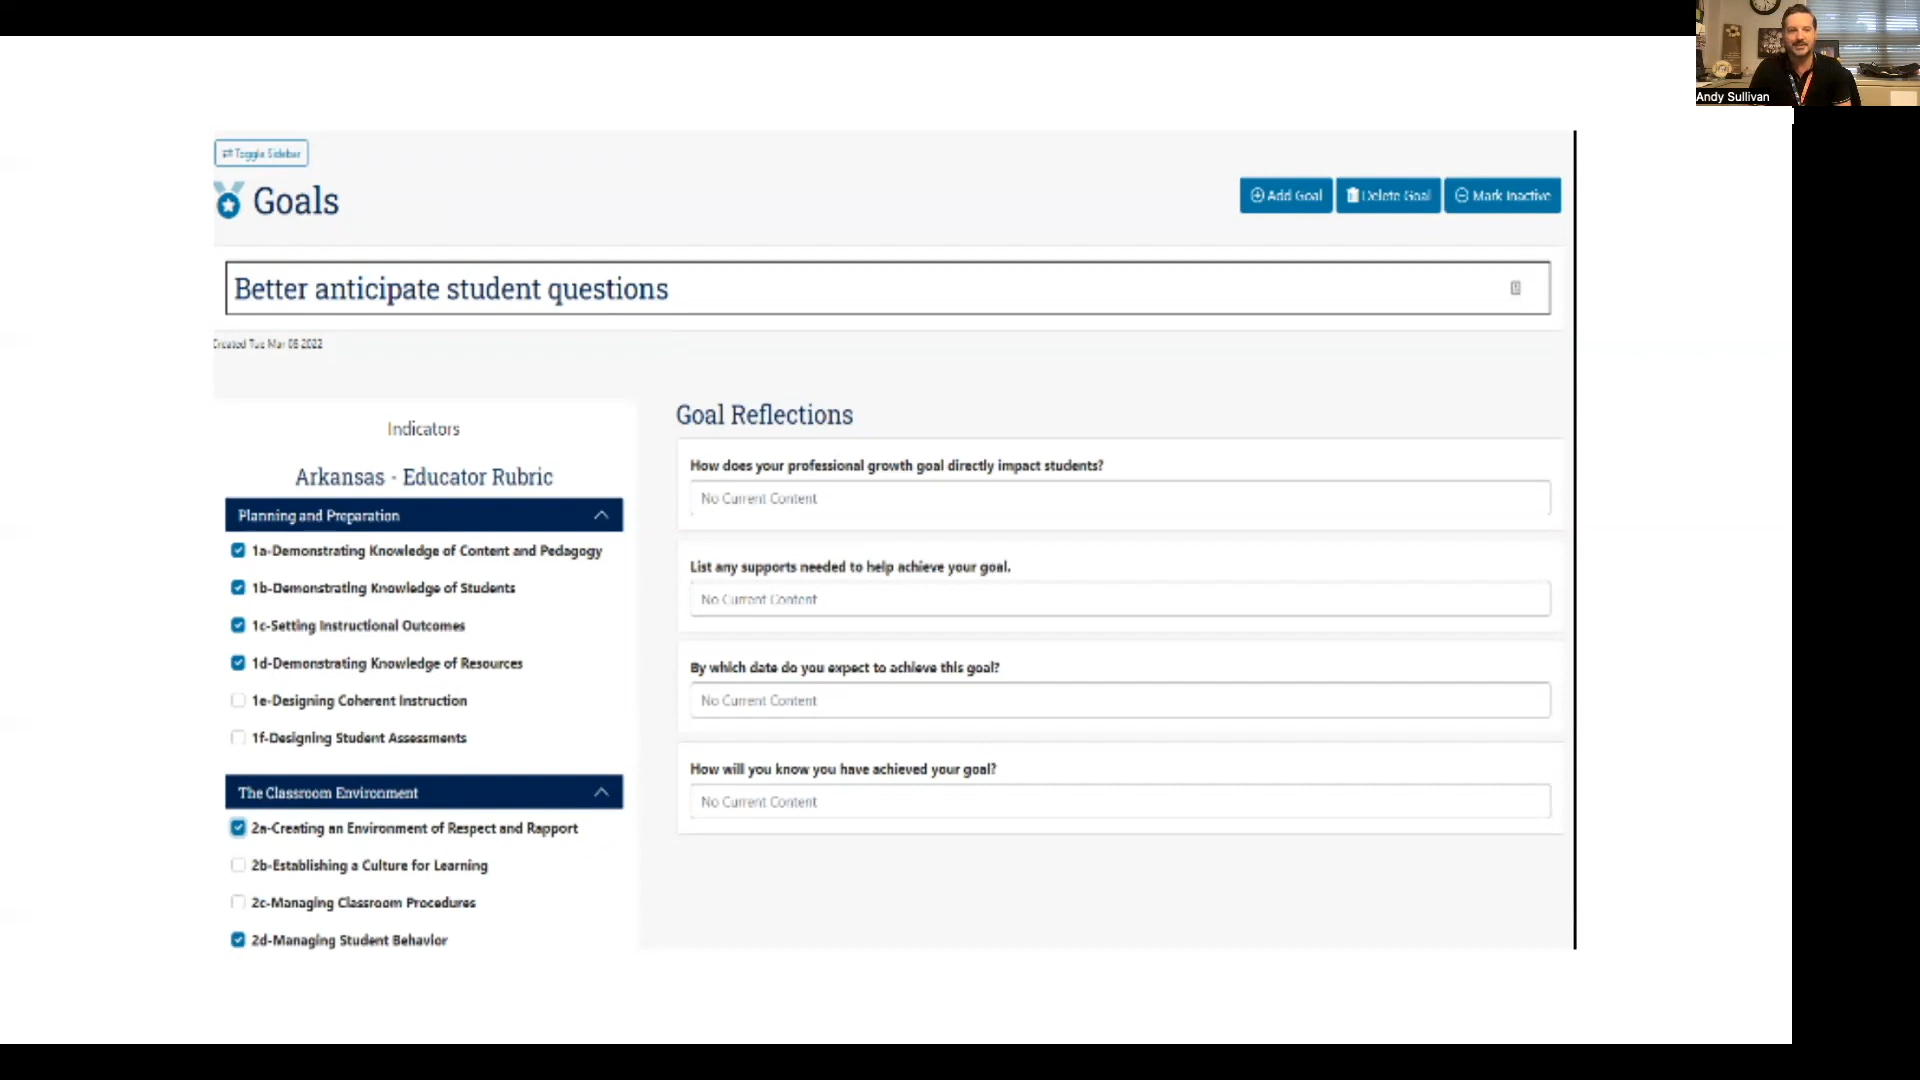 Andy Sullivan
Toggle Sidebar
Goals
Add Goal
Delete Goal
Mark Inactive
Better anticipate student questions
Created Tue Mar 08 2022
Indicators
Arkansas - Educator Rubric
Planning and Preparation
1a-Demonstrating Knowledge of Content and Pedagogy
1b-Demonstrating Knowledge of Students
1c-Setting Instructional Outcomes
1d-Demonstrating Knowledge of Resources
1e-Designing Coherent Instruction
1f-Designing Student Assessments
The Classroom Environment
2a-Creating an Environment of Respect and Rapport
2b-Establishing a Culture for Learning
2c-Managing Classroom Procedures
2d-Managing Student Behavior
Goal Reflections
How does your professional growth goal directly impact students?
No Current Content
List any supports needed to help achieve your goal.
No Current Content
By which date do you expect to achieve this goal?
No Current Content
How will you know you have achieved your goal?
No Current Content